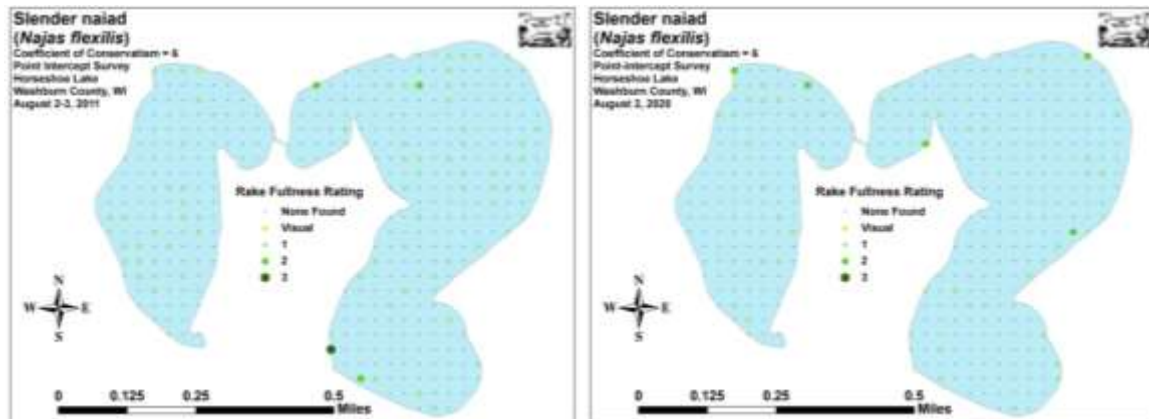 Slender naiad
(Najas flexilis)
Coefficient of Conservatism = 6
Point Intercept Survey
Horseshoe Lake
Washburn County, WI
August 2-3, 2011
Rake Fullness Rating
None Found
Visual
1
2
3
N
W E
S
0 0.125 0.25 0.5
Miles
Slender naiad
(Najas flexilis)
Coefficient of Conservatism = 6
Point-intercept Survey
Horseshoe Lake
Washburn County, WI
August 3, 2020
Rake Fullness Rating
None Found
Visual
1
2
3
N
W E
S
0 0.125 0.25 0.5
Miles